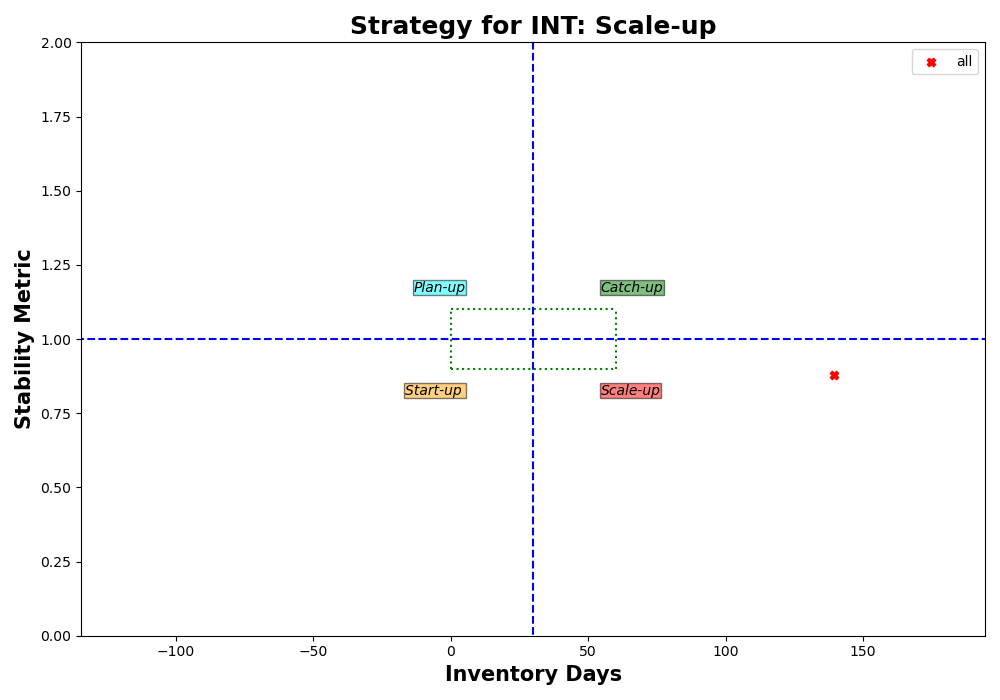 Strategy for INT: Scale-up
all
2.00
1.75
1.50
1.25
1.00
0.75
0.50
0.25
0.00
Stability Metric
Plan-up
Catch-up
Start-up
Scale-up
−100
−50
0
50
100
150
Inventory Days